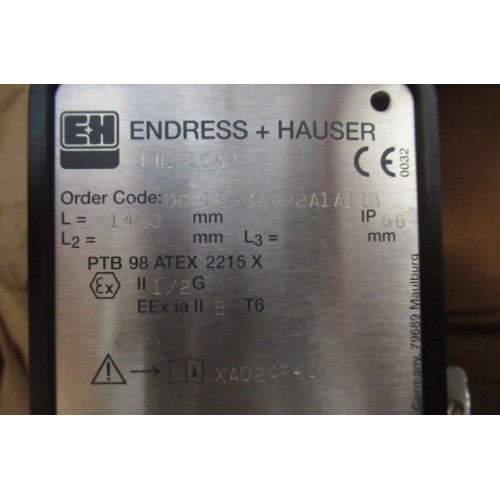 E+H ENDRESS + HAUSER
MULTICAP
CE 0032
Order Code:
L = 1450 mm IP 66
L2 = mm L3 = mm
PTB 98 ATEX 2215 X
Ex II 1/2 G
EEx ia II B T6
Germany, 79689 Maulburg